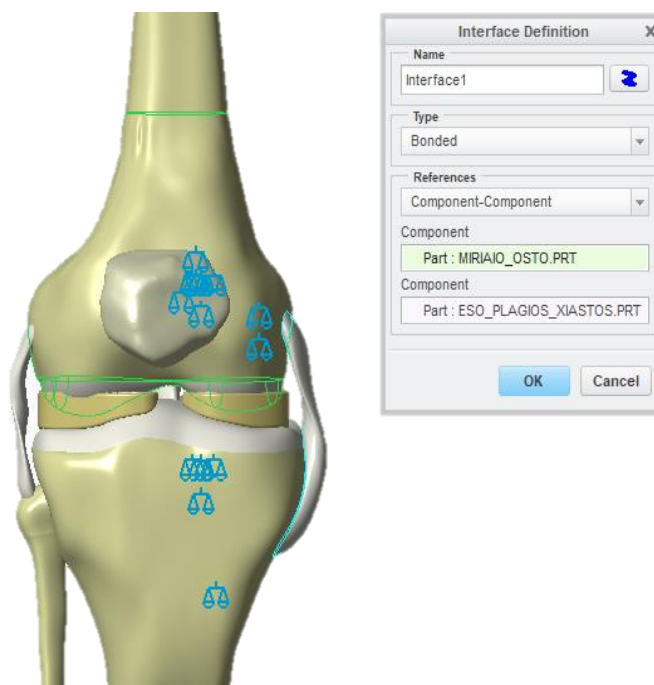 Interface Definition
X
Name
Interface1
Type
Bonded
References
Component-Component
Component
Part : MIRIAIO_OSTO.PRT
Component
Part : ESO_PLAGIOS_XIASTOS.PRT
OK
Cancel